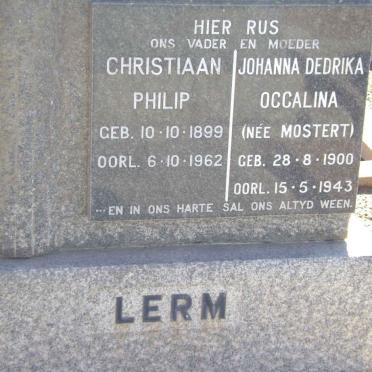 HIER RUS
ONS VADER EN MOEDER
CHRISTIAAN
PHILIP
GEB. 10-10-1899
OORL. 6-10-1962
JOHANNA DEDRIKA
OCCALINA
(NÉE MOSTERT)
GEB. 28-8-1900
OORL. 15-5-1943
...EN IN ONS HARTE SAL ONS ALTYD WEEN.
LERM